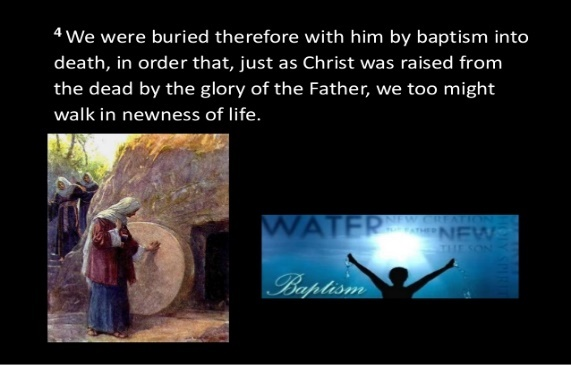 4 We were buried therefore with him by baptism into
death, in order that, just as Christ was raised from
the dead by the glory of the Father, we too might
walk in newness of life.
WATER NEW CREATION
THE FATHER NEW
THE SON
Baptism